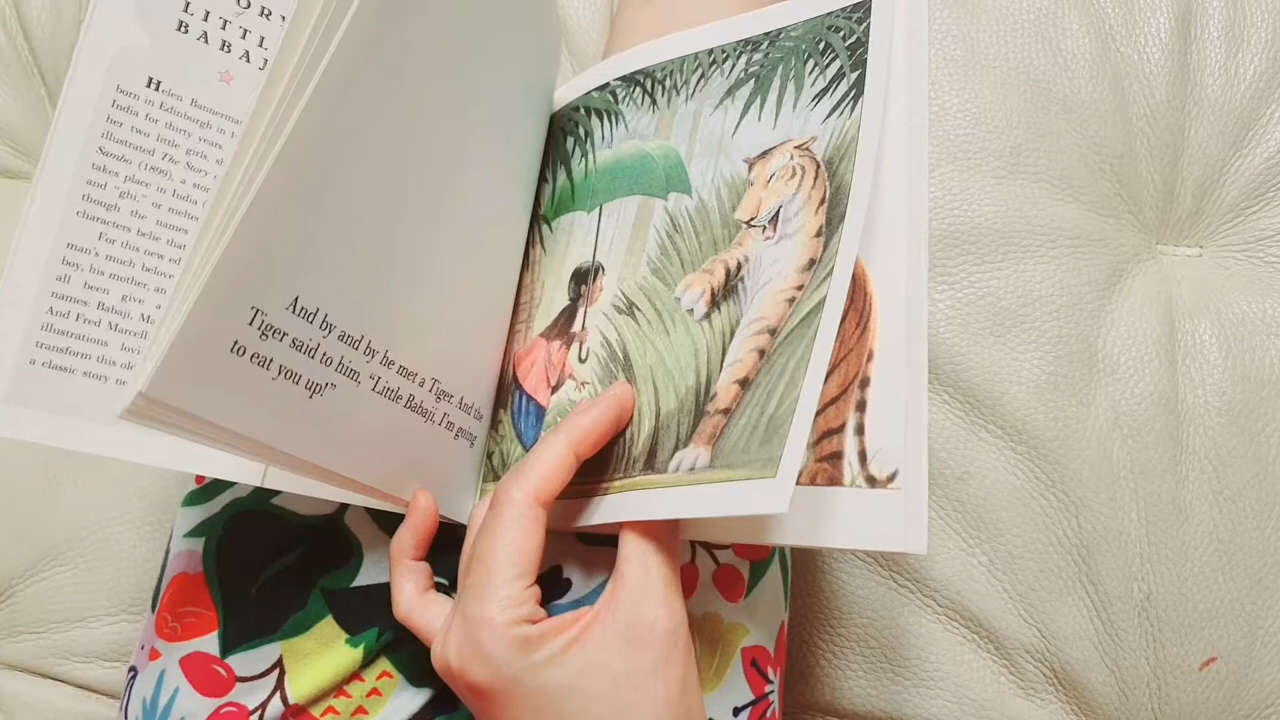 of
LITTL
BABAJ
Helen Bannerma
born in Edinburgh in
India for thirty years.
her two little girls, sh
illustrated The Story
Sambo (1899), a stor
takes place in India (
and "ghi," or melte
though the names
characters belie that
For this new ed
man's much belove
boy, his mother, an
all been give a
names: Babaji, Ma
And Fred Marcell
illustrations lovi
transform this old
a classic story ne
And by and by he met a Tiger. And the
Tiger said to him, "Little Babaji, I'm going
to eat you up!"